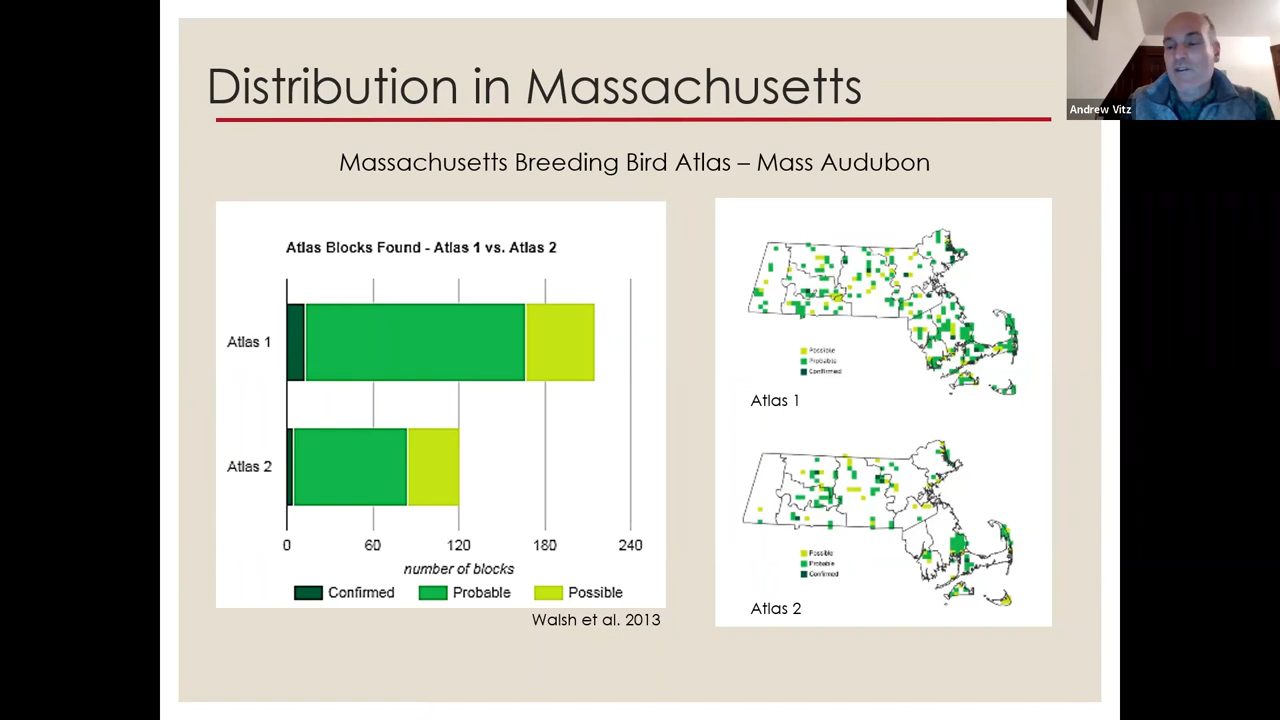 Distribution in Massachusetts
Andrew Vitz
Massachusetts Breeding Bird Atlas – Mass Audubon
Atlas Blocks Found - Atlas 1 vs. Atlas 2
Atlas 1
Atlas 2
0 60 120 180 240
number of blocks
Confirmed Probable Possible
Walsh et al. 2013
Possible
Probable
Confirmed
Atlas 1
Possible
Probable
Confirmed
Atlas 2